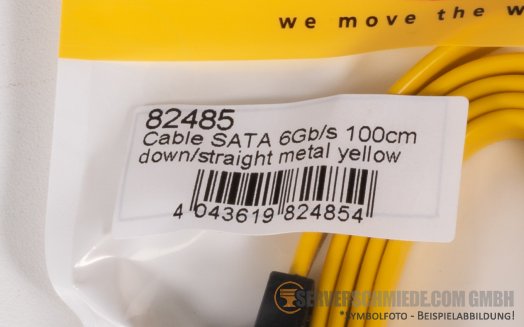 we move the w
82485
Cable SATA 6Gb/s 100cm
down/straight metal yellow
4 043619 824854
SERVERSCHMIEDE.COM GMBH
*SYMBOLFOTO - BEISPIELABBILDUNG!